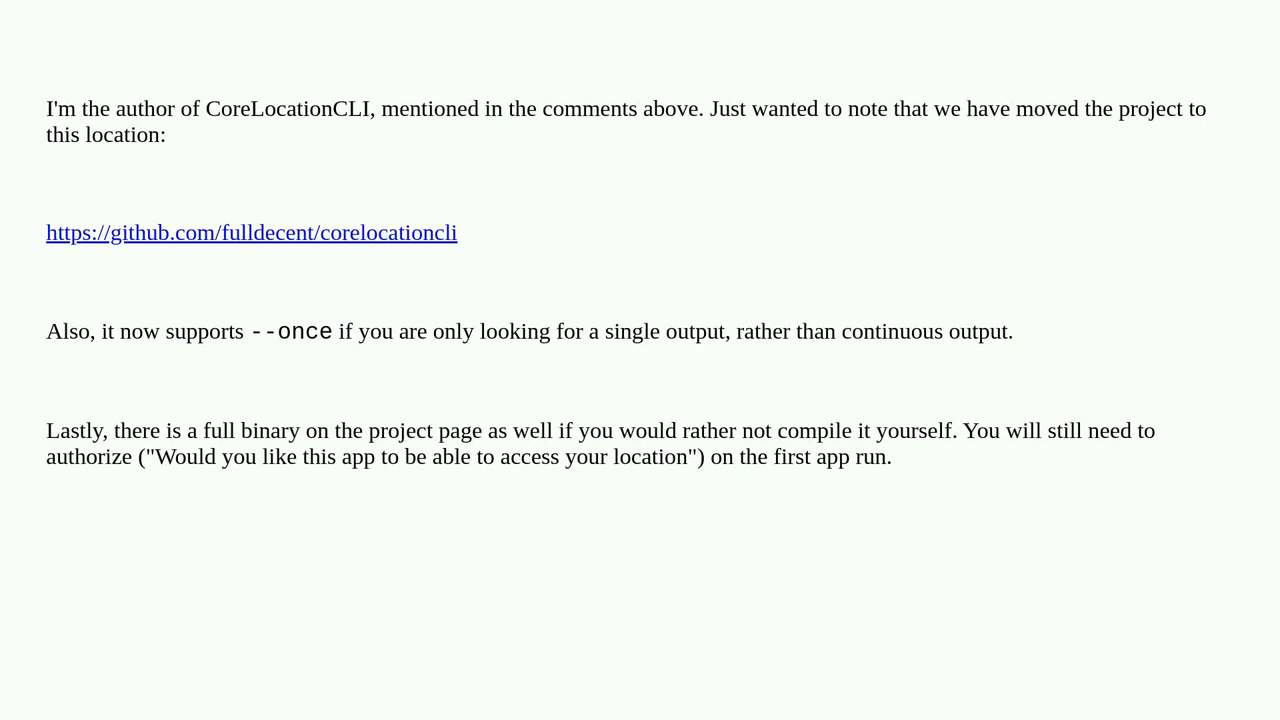 I'm the author of CoreLocationCLI, mentioned in the comments above. Just wanted to note that we have moved the project to
this location:
https://github.com/fulldecent/corelocationcli
Also, it now supports --once if you are only looking for a single output, rather than continuous output.
Lastly, there is a full binary on the project page as well if you would rather not compile it yourself. You will still need to
authorize ("Would you like this app to be able to access your location") on the first app run.